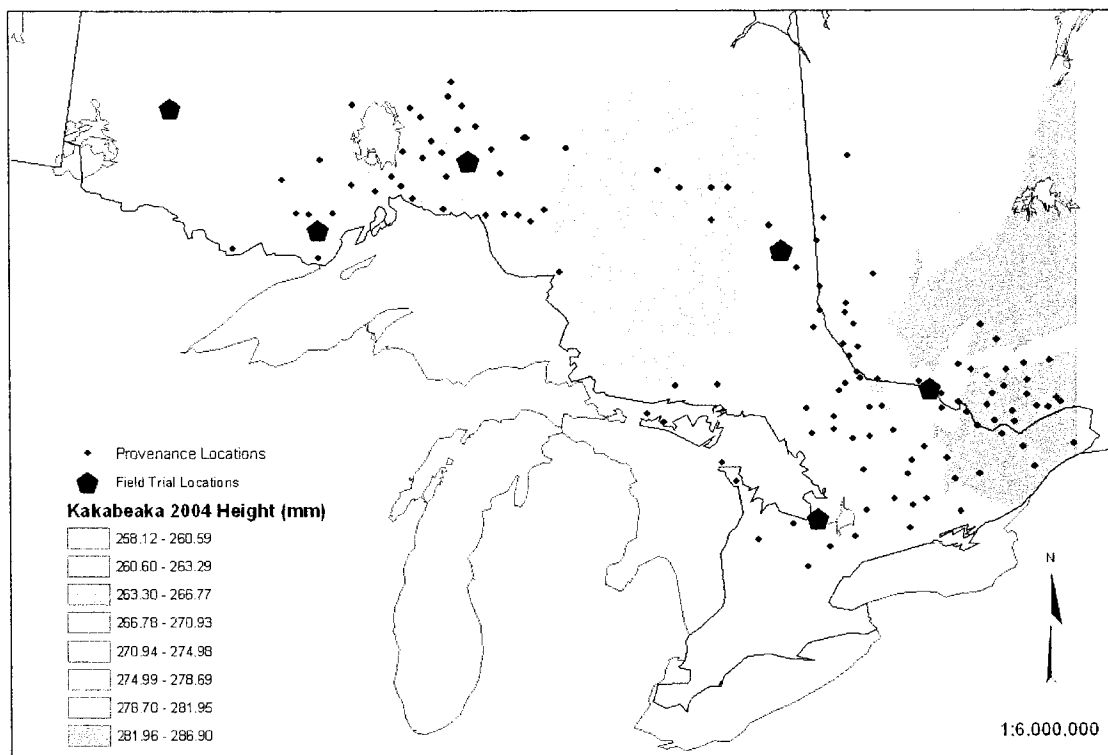 Provenance Locations
Field Trial Locations
Kakabeaka 2004 Height (mm)
258.12 - 260.59
260.60 - 263.29
263.30 - 266.77
266.78 - 270.93
270.94 - 274.98
274.99 - 278.69
278.70 - 281.95
281.96 - 286.90
N
1:6,000,000